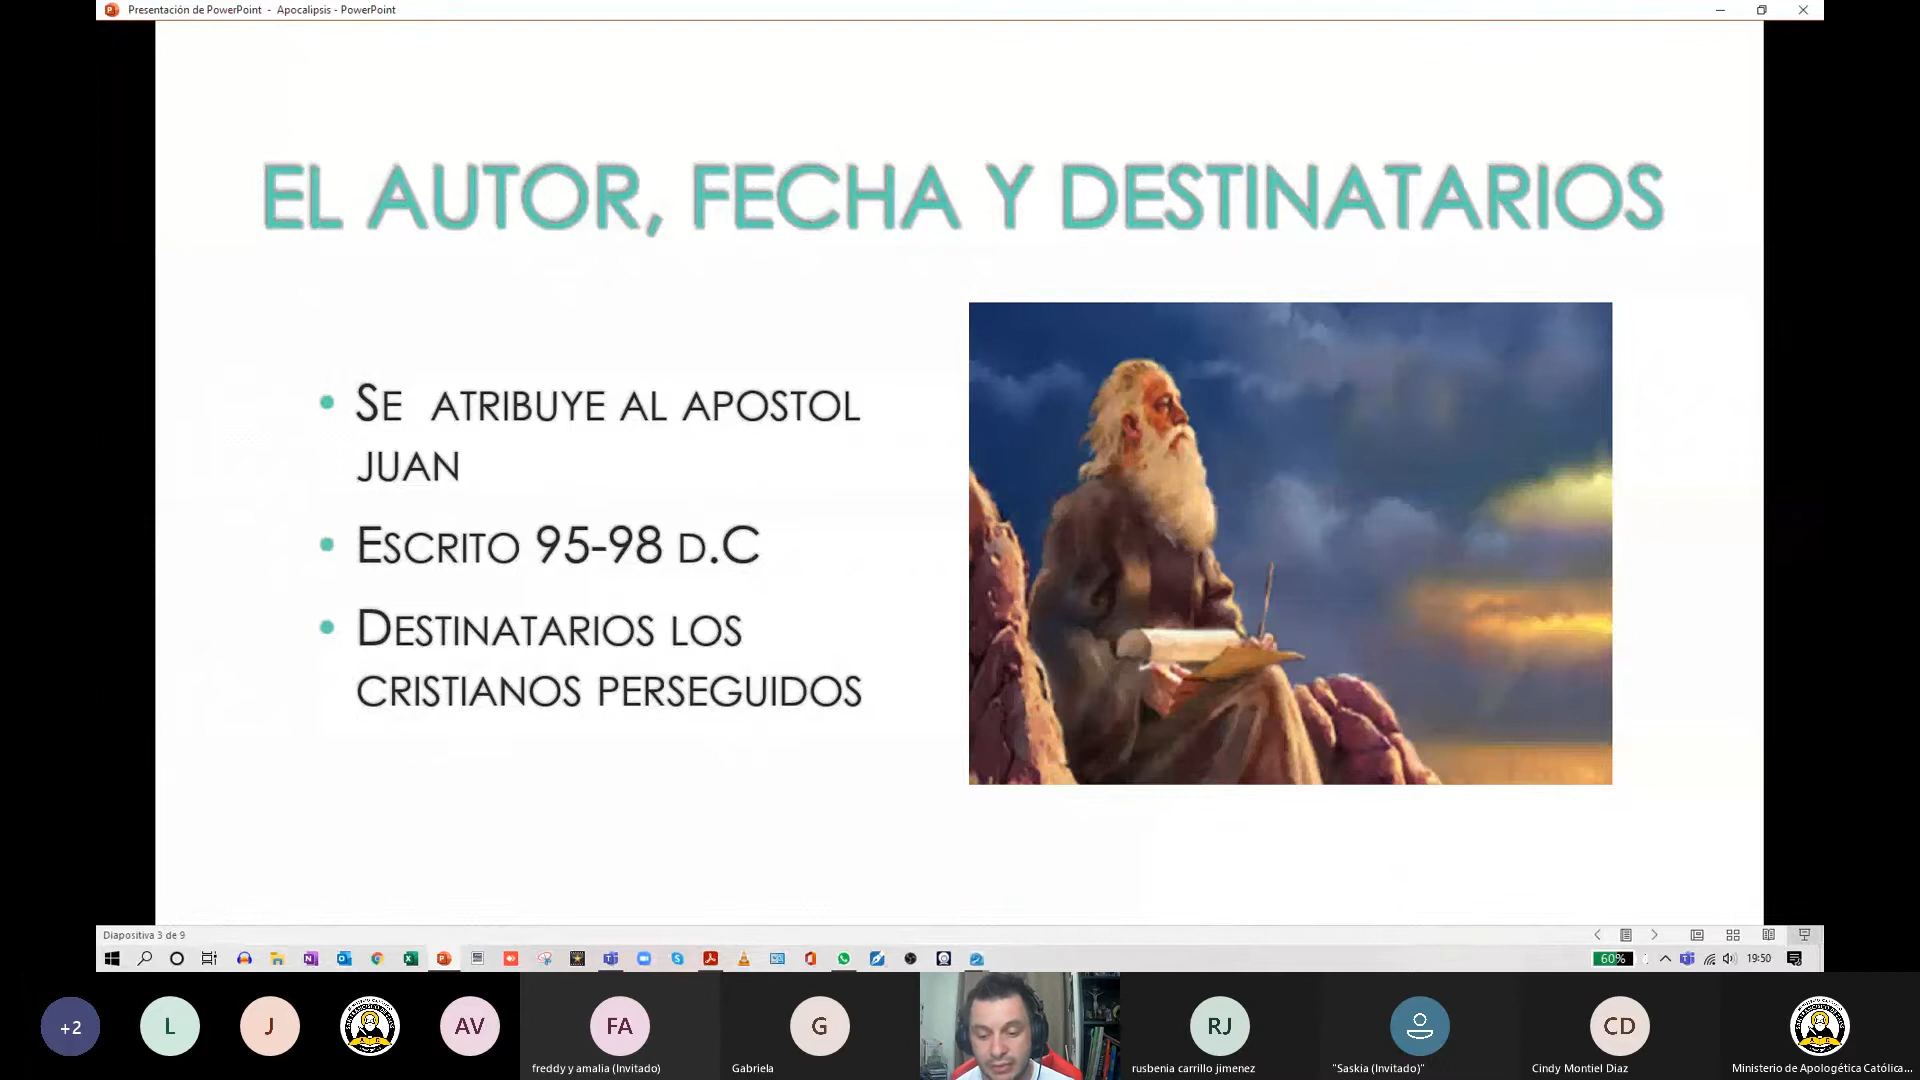 Presentación de PowerPoint - Apocalipsis - PowerPoint
EL AUTOR, FECHA Y DESTINATARIOS
• SE ATRIBUYE AL APOSTOL
JUAN
• ESCRITO 95-98 D.C
• DESTINATARIOS LOS
CRISTIANOS PERSEGUIDOS
Diapositiva 3 de 9
60%
19:50
+2
L
J
AV
FA
G
RJ
CD
freddy y amalia (Invitado)
Gabriela
rusbenia carrillo jimenez
"Saskia (Invitado)"
Cindy Montiel Diaz
Ministerio de Apologética Católica...